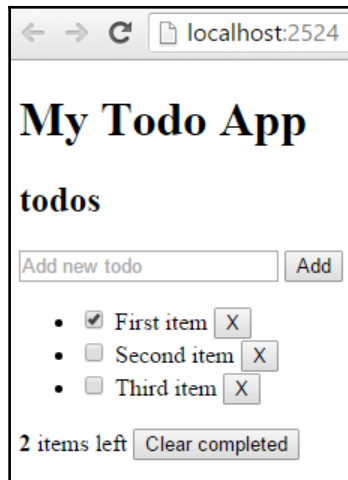 localhost:2524
My Todo App
todos
Add new todo Add
First item X
Second item X
Third item X
2 items left Clear completed